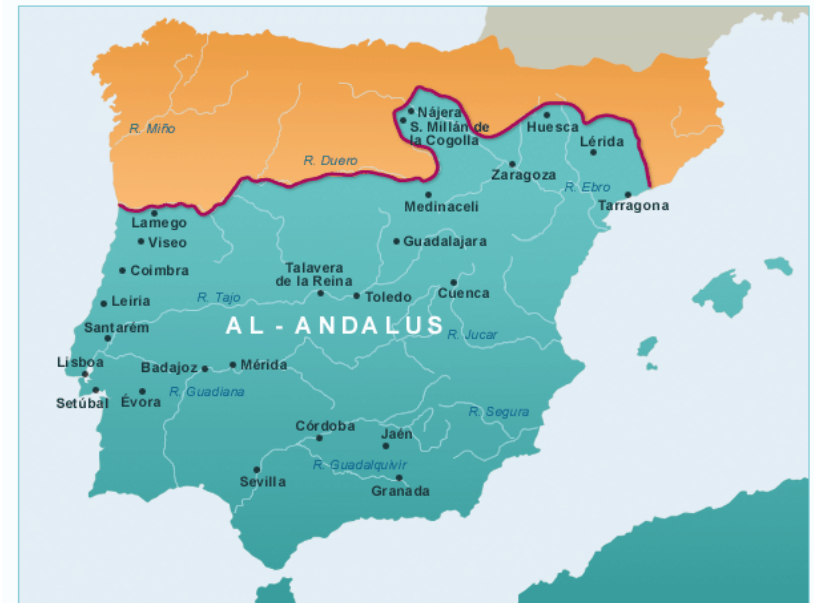 Nájera
R. Miño
S. Millán de
la Cogolla
Huesca
Lérida
R. Duero
Zaragoza
R. Ebro
Medinaceli
Tarragona
Lamego
Viseo
Guadalajara
Coimbra
Talavera
de la Reina
Toledo
Cuenca
Leiria
R. Tajo
Santarém
AL - ANDALUS
R. Jucar
Lisboa
Badajoz
Mérida
R. Guadiana
Setúbal
Évora
R. Segura
Córdoba
Jaén
R. Guadalquivir
Sevilla
Granada